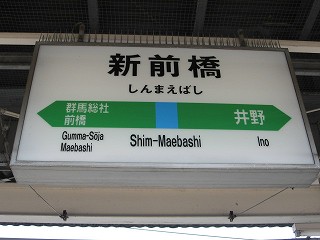 新前橋
しんまえばし
群馬総社
前橋
井野
Gumma-Sōja
Maebashi
Shim-Maebashi
Ino